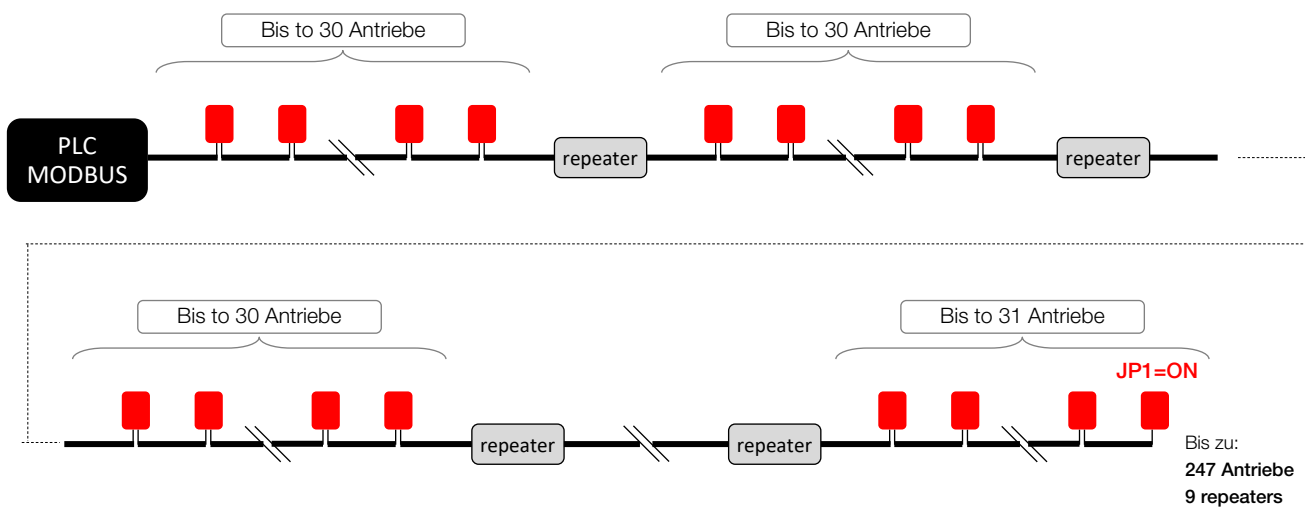 Bis to 30 Antriebe
Bis to 30 Antriebe
PLC
MODBUS
repeater
repeater
Bis to 30 Antriebe
Bis to 31 Antriebe
JP1=ON
repeater
repeater
Bis zu:
247 Antriebe
9 repeaters